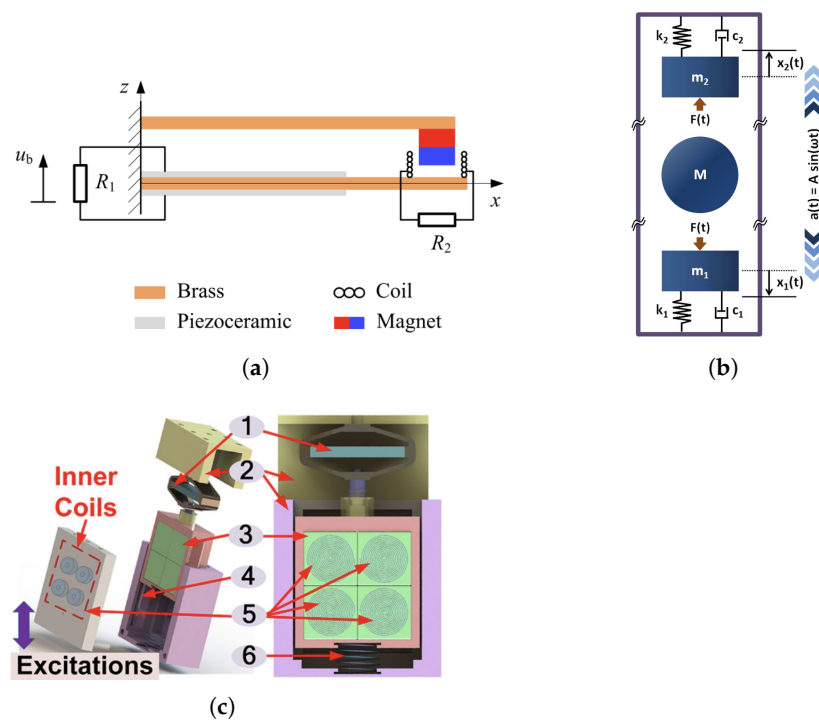 z
u_b
R_1
x
R_2
Brass
Coil
Piezoceramic
Magnet
(a)
k_2
c_2
x_2(t)
m_2
F(t)
M
a(t) = A sin(ωt)
F(t)
m_1
x_1(t)
k_1
c_1
(b)
1
2
Inner
Coils
3
4
5
6
Excitations
(c)